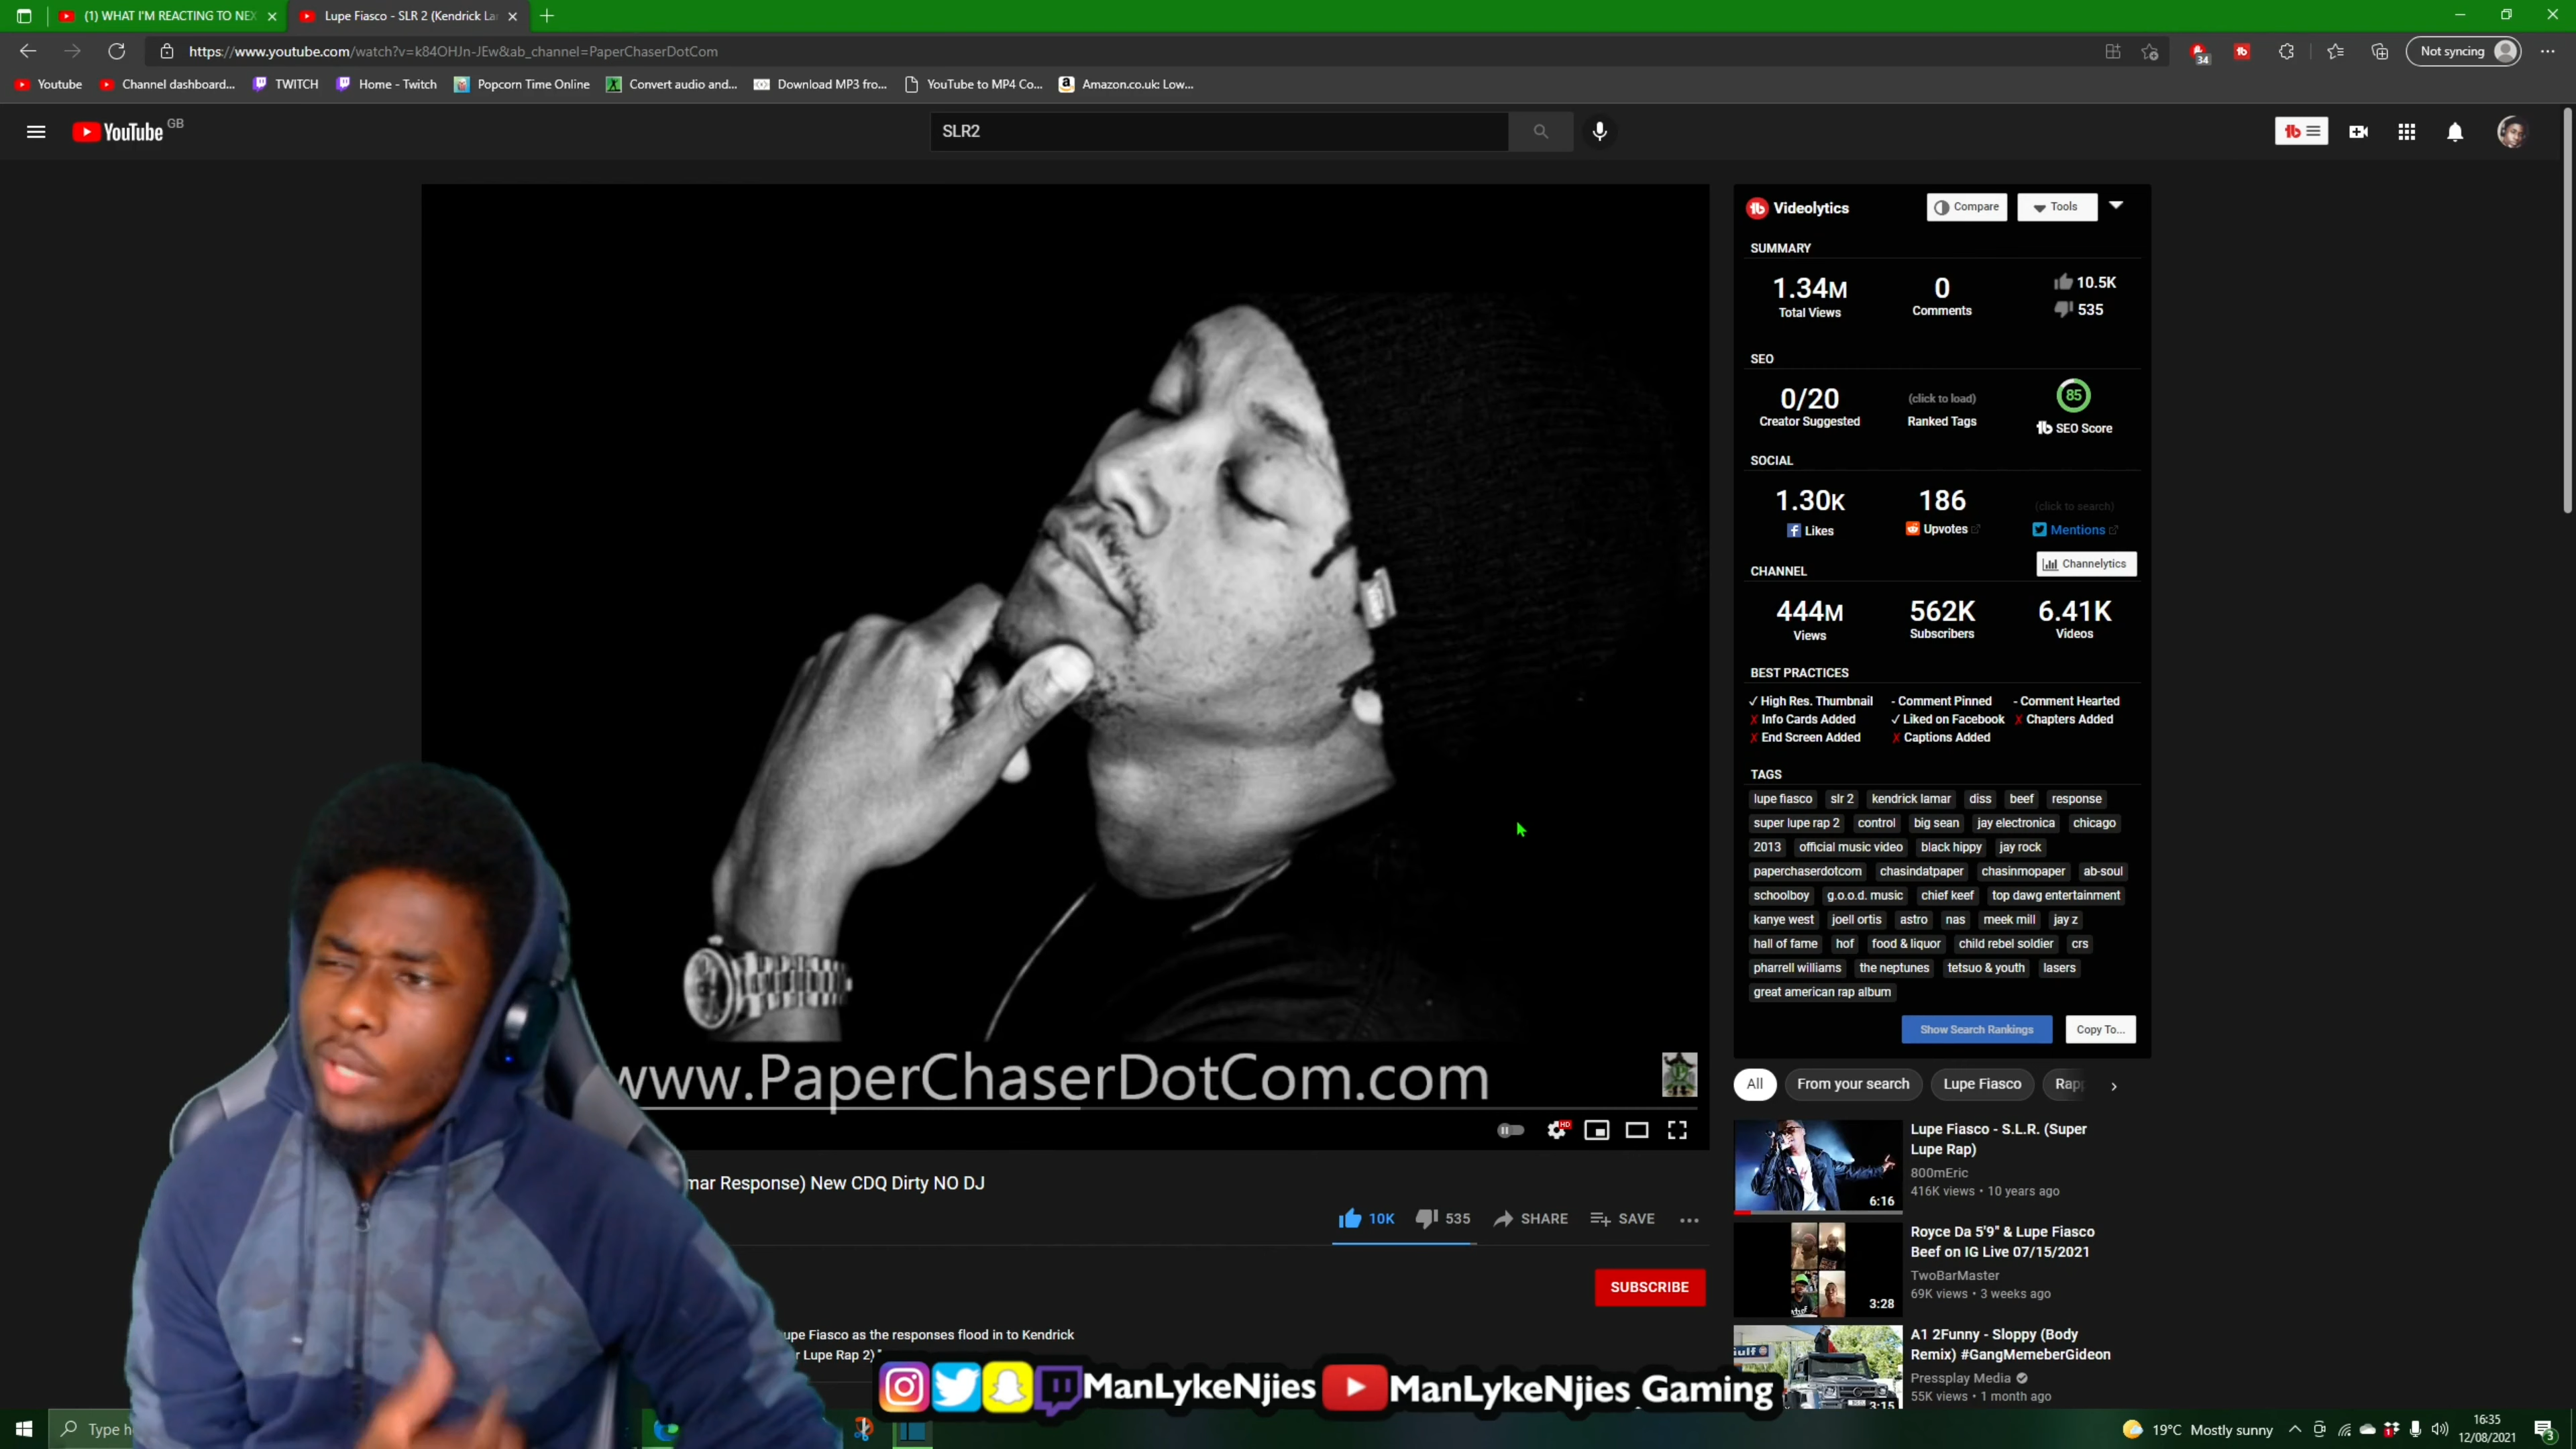 (1) WHAT I'M REACTING TO NEX
Lupe Fiasco - SLR 2 (Kendrick La
https://www.youtube.com/watch?v=k84OHJn-JEw&ab_channel=PaperChaserDotCom
34
Not syncing
Youtube
Channel dashboard...
TWITCH
Home - Twitch
Popcorn Time Online
Convert audio and...
Download MP3 fro...
YouTube to MP4 Co...
Amazon.co.uk: Low...
YouTube GB
SLR2
Videolytics
Compare
Tools
SUMMARY
1.34M
Total Views
0
Comments
10.5K
535
SEO
0/20
Creator Suggested
(click to load)
Ranked Tags
85
SEO Score
SOCIAL
1.30K
Likes
186
Upvotes
(click to search)
Mentions
CHANNEL
Channelytics
444M
Views
562K
Subscribers
6.41K
Videos
BEST PRACTICES
✓ High Res. Thumbnail - Comment Pinned - Comment Hearted
✗ Info Cards Added ✓ Liked on Facebook ✗ Chapters Added
✗ End Screen Added ✗ Captions Added
TAGS
lupe fiasco slr 2 kendrick lamar diss beef response
super lupe rap 2 control big sean jay electronica chicago
2013 official music video black hippy jay rock
paperchaserdotcom chasindatpaper chasinmopaper ab-soul
schoolboy g.o.o.d. music chief keef top dawg entertainment
kanye west joell ortis astro nas meek mill jay z
hall of fame hof food & liquor child rebel soldier crs
pharrell williams the neptunes tetsuo & youth lasers
great american rap album
Show Search Rankings
Copy To...
www.PaperChaserDotCom.com
HD
mar Response) New CDQ Dirty NO DJ
10K
535
SHARE
SAVE
SUBSCRIBE
upe Fiasco as the responses flood in to Kendrick
r Lupe Rap 2)"
All
From your search
Lupe Fiasco
Rap
Lupe Fiasco - S.L.R. (Super
Lupe Rap)
800mEric
416K views • 10 years ago
6:16
Royce Da 5'9" & Lupe Fiasco
Beef on IG Live 07/15/2021
TwoBarMaster
69K views • 3 weeks ago
3:28
A1 2Funny - Sloppy (Body
Remix) #GangMemeberGideon
Pressplay Media
55K views • 1 month ago
3:15
ManLykeNjies
ManLykeNjies Gaming
Type h
19°C Mostly sunny
16:35
12/08/2021
3